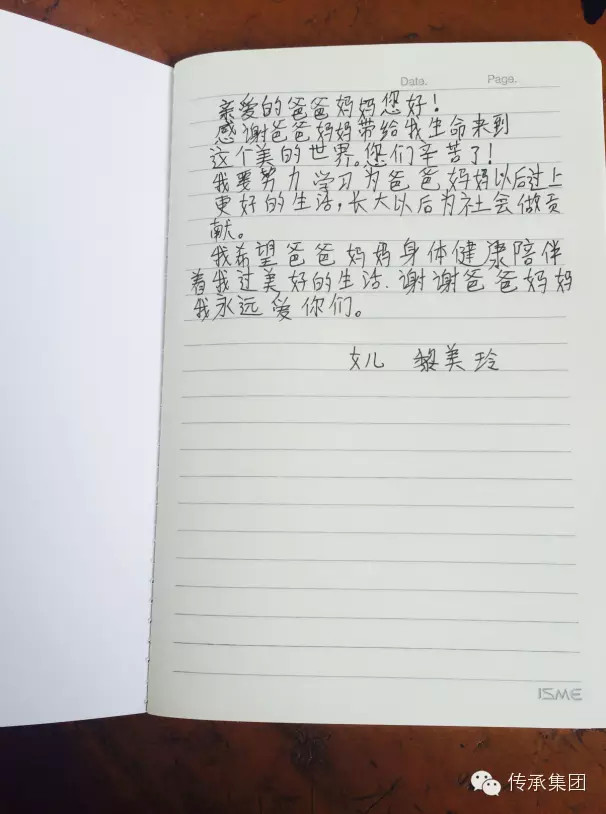 Data.    Page.
亲爱的爸爸妈妈您好!
感谢爸爸妈妈带给我生命来到
这个美的世界。您们辛苦了!
我要努力学习为爸爸妈妈以后过上
更好的生活,长大以后为社会做贡
献。
我希望爸爸妈妈身体健康陪伴
着我过美好的生活.谢谢爸爸妈妈
我永远爱你们。
女儿 黎美玲
ISME
传承集团